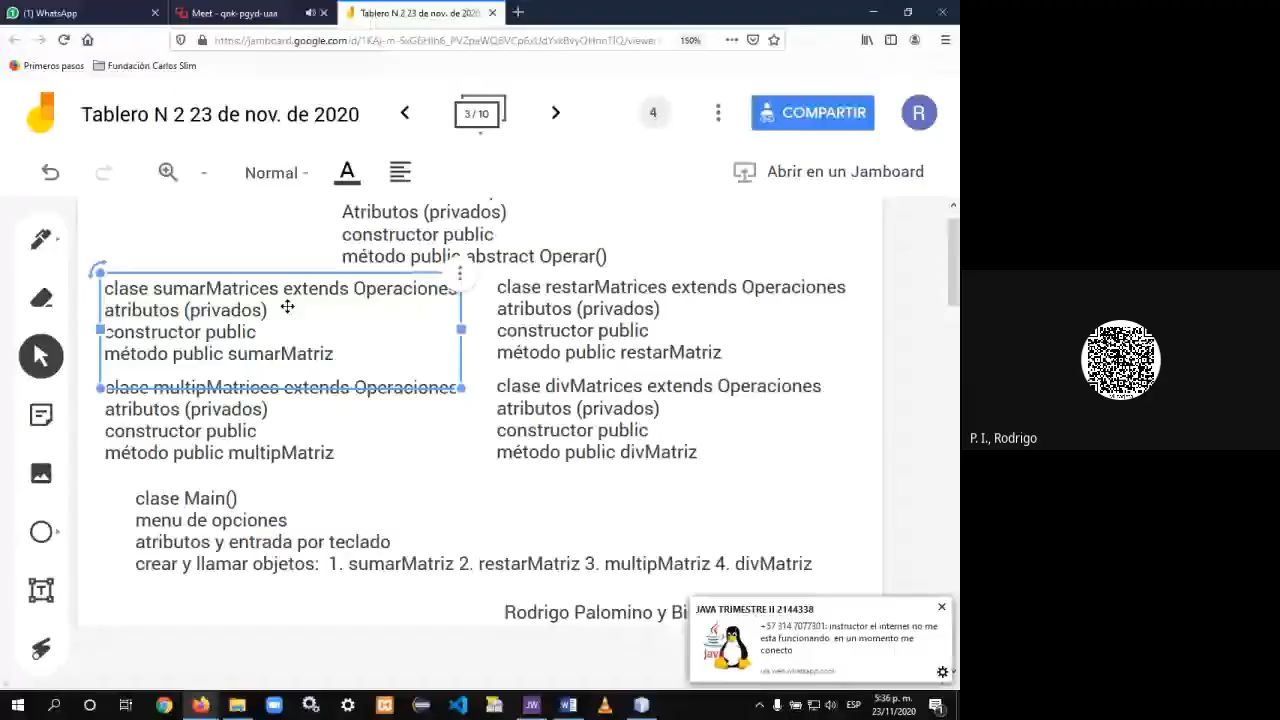 (1) WhatsApp
Meet - qnk-pgyd-uaa
Tablero N 2 23 de nov. de 2020
150%
Primeros pasos
Fundación Carlos Slim
Tablero N 2 23 de nov. de 2020
3 / 10
4
COMPARTIR
R
Normal
A
Abrir en un Jamboard
Atributos (privados)
constructor public
método public abstract Operar()
clase sumarMatrices extends Operaciones
atributos (privados)
constructor public
método public sumarMatriz
clase restarMatrices extends Operaciones
atributos (privados)
constructor public
método public restarMatriz
clase multipMatrices extends Operaciones
atributos (privados)
constructor public
método public multipMatriz
clase divMatrices extends Operaciones
atributos (privados)
constructor public
método public divMatriz
clase Main()
menu de opciones
atributos y entrada por teclado
crear y llamar objetos: 1. sumarMatriz 2. restarMatriz 3. multipMatriz 4. divMatriz
Rodrigo Palomino y Bi
JAVA TRIMESTRE II 2144338
+57 314 7077301: instructor el internet no me
esta funcionando en un momento me
conecto
via web.whatsapp.com
P. I., Rodrigo
ESP
5:36 p. m.
23/11/2020